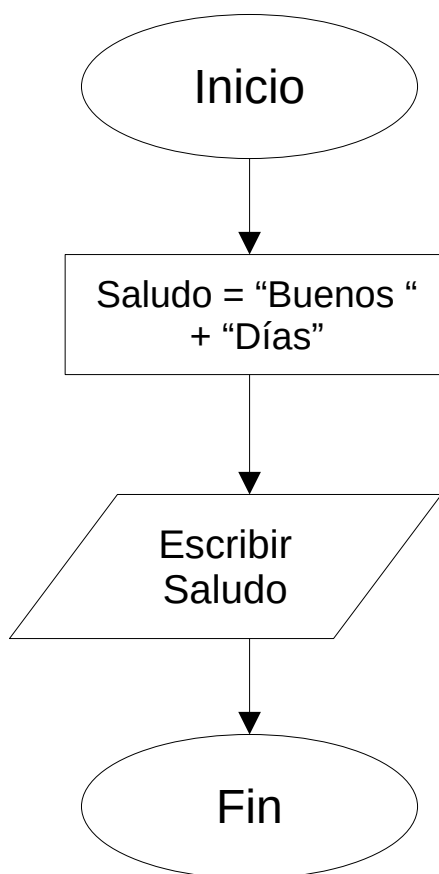 Inicio
Saludo = “Buenos “
+ “Días”
Escribir
Saludo
Fin